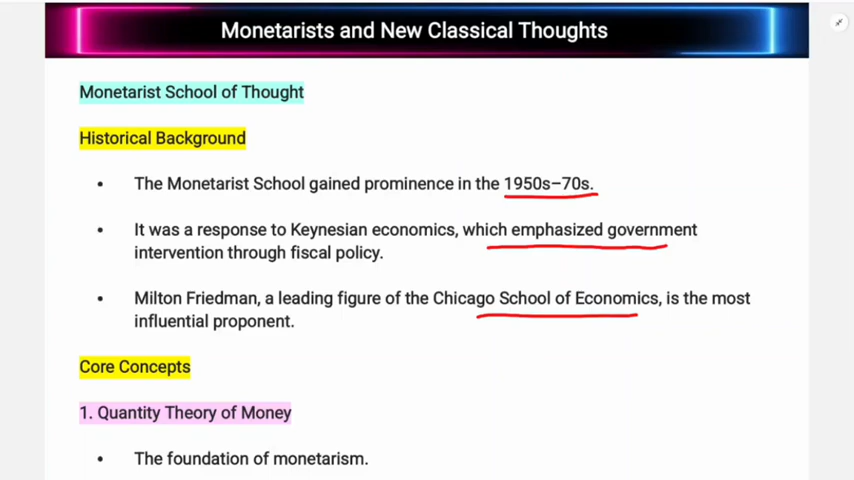 Monetarists and New Classical Thoughts
Monetarist School of Thought
Historical Background
• The Monetarist School gained prominence in the 1950s–70s.
• It was a response to Keynesian economics, which emphasized government
intervention through fiscal policy.
• Milton Friedman, a leading figure of the Chicago School of Economics, is the most
influential proponent.
Core Concepts
1. Quantity Theory of Money
• The foundation of monetarism.